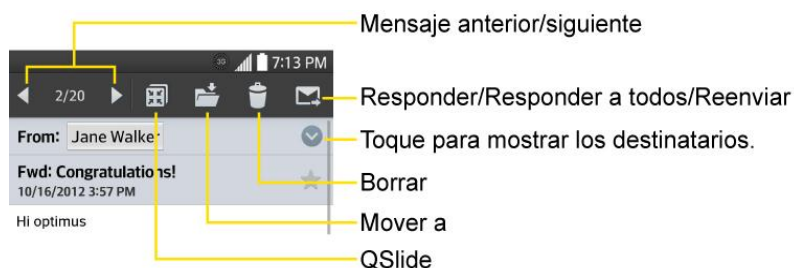 Mensaje anterior/siguiente
7:13 PM
2/20
Responder/Responder a todos/Reenviar
From: Jane Walker
Toque para mostrar los destinatarios.
Fwd: Congratulations!
10/16/2012 3:57 PM
Borrar
Hi optimus
Mover a
QSlide